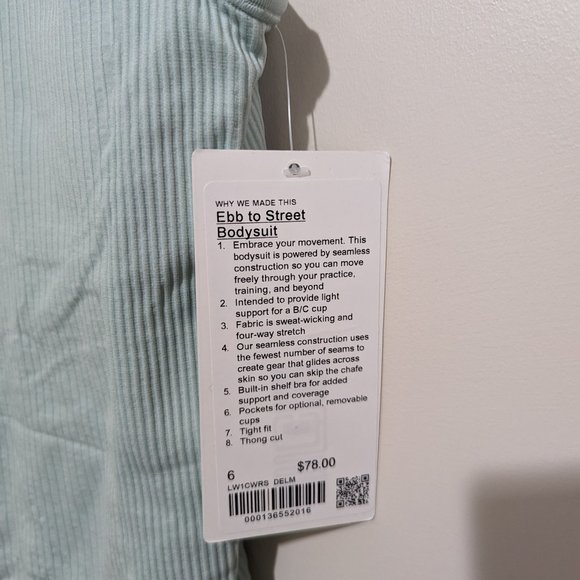 WHY WE MADE THIS
Ebb to Street
Bodysuit
1. Embrace your movement. This
bodysuit is powered by seamless
construction so you can move
freely through your practice,
training, and beyond
2. Intended to provide light
support for a B/C cup
3. Fabric is sweat-wicking and
four-way stretch
4. Our seamless construction uses
the fewest number of seams to
create gear that glides across
skin so you can skip the chafe
5. Built-in shelf bra for added
support and coverage
6. Pockets for optional, removable
cups
7. Tight fit
8. Thong cut
6 $78.00
LW1CWRS DELM
000136552016